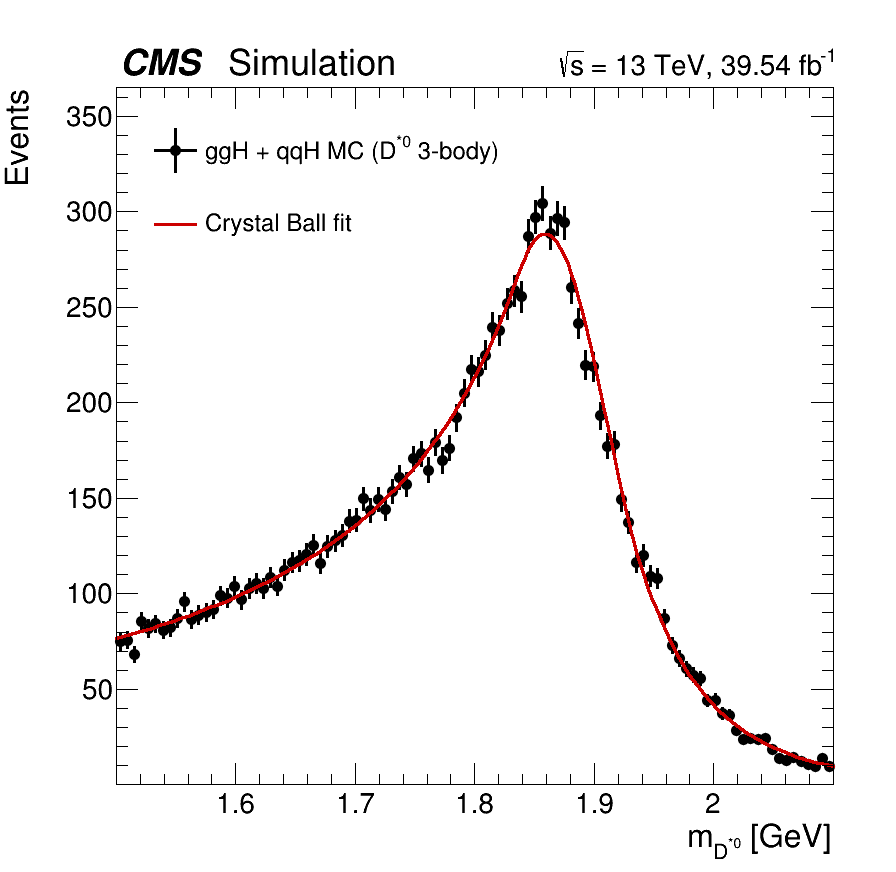 CMS Simulation √s = 13 TeV, 39.54 fb⁻¹
Events
ggH + qqH MC (D*⁰ 3-body)
Crystal Ball fit
350
300
250
200
150
100
50
1.6 1.7 1.8 1.9 2
m_D*⁰ [GeV]